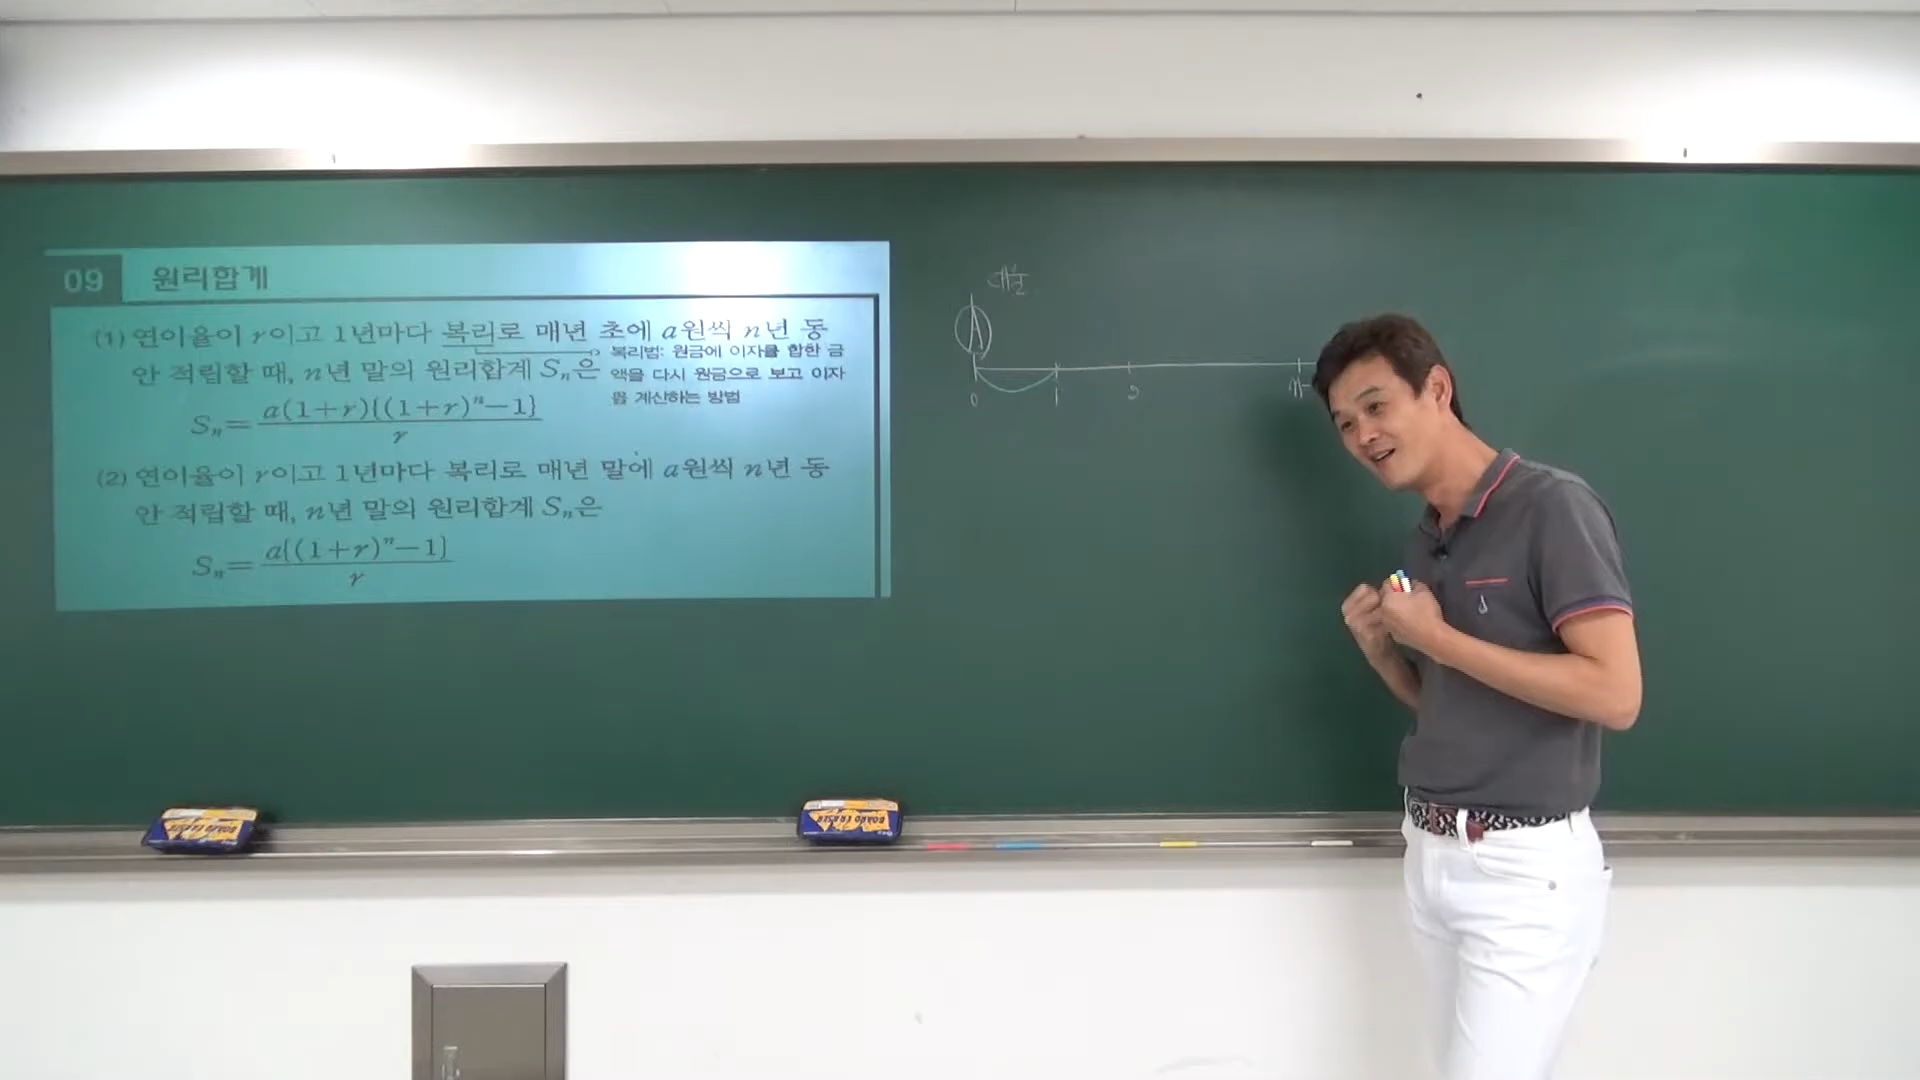 09 원리합계
(1) 연이율이 r이고 1년마다 복리로 매년 초에 a원씩 n년 동
안 적립할 때, n년 말의 원리합계 Sₙ은
복리법: 원금에 이자를 합한 금
액을 다시 원금으로 보고 이자
를 계산하는 방법
Sₙ = a(1+r){(1+r)ⁿ−1} / r
(2) 연이율이 r이고 1년마다 복리로 매년 말에 a원씩 n년 동
안 적립할 때, n년 말의 원리합계 Sₙ은
Sₙ = a{(1+r)ⁿ−1} / r
대출
A
0 1 2 n-
BOARD ERASER
BOARD ERASER